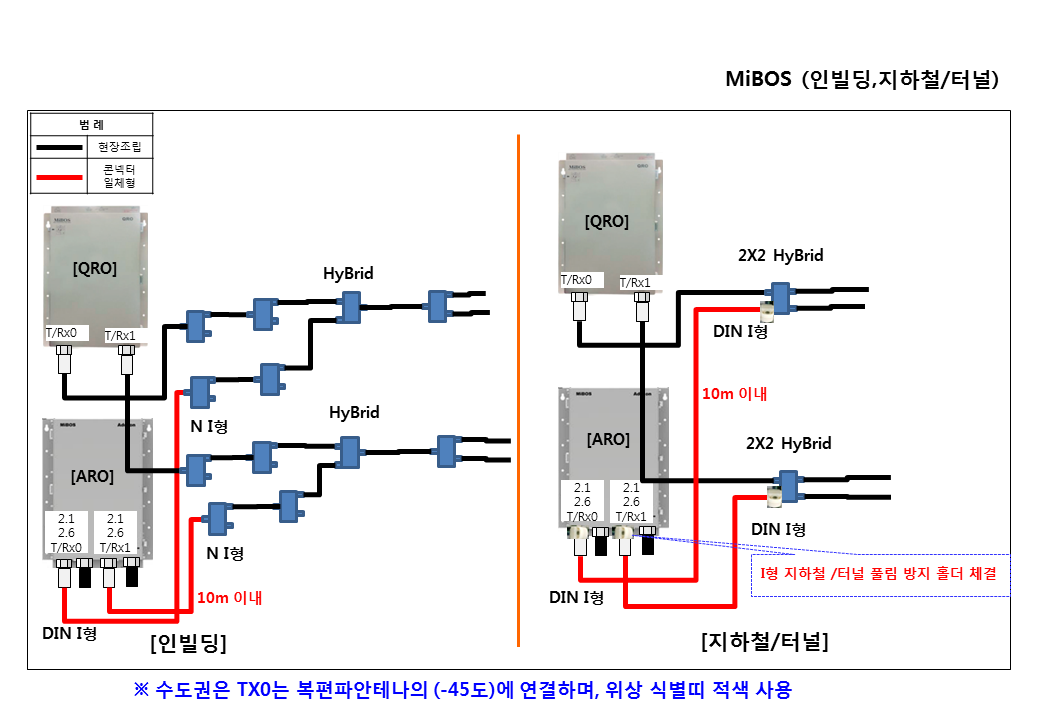 MiBOS (인빌딩,지하철/터널)
범 례
현장조립
콘넥터
일체형
MiBOS
QRO
[QRO]
T/Rx0
T/Rx1
HyBrid
N I형
HyBrid
MiBOS
[ARO]
2.1
2.6
T/Rx0
2.1
2.6
T/Rx1
N I형
10m 이내
DIN I형
[인빌딩]
MiBOS
QRO
[QRO]
T/Rx0
T/Rx1
2X2 HyBrid
DIN I형
10m 이내
MiBOS
[ARO]
2X2 HyBrid
2.1
2.6
T/Rx0
2.1
2.6
T/Rx1
DIN I형
I형 지하철 /터널 풀림 방지 홀더 체결
DIN I형
[지하철/터널]
※ 수도권은 TX0는 복편파안테나의 (-45도)에 연결하며, 위상 식별띠 적색 사용